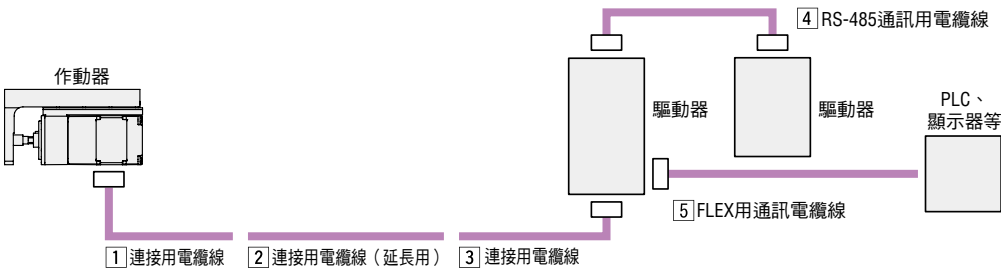 4 RS-485通訊用電纜線
作動器
驅動器
驅動器
PLC、
顯示器等
5 FLEX用通訊電纜線
1 連接用電纜線
2 連接用電纜線（延長用）
3 連接用電纜線